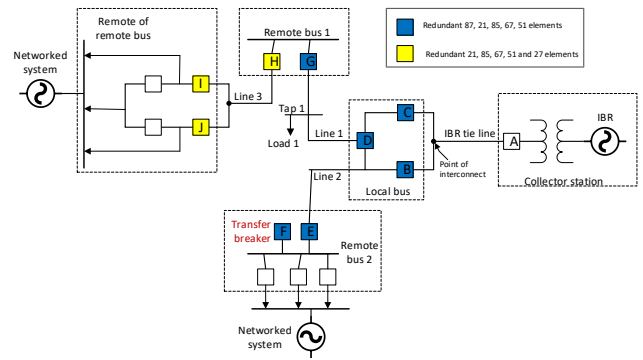 Remote of
remote bus
Networked
system
I
J
Line 3
Remote bus 1
H
G
Redundant 87, 21, 85, 67, 51 elements
Redundant 21, 85, 67, 51 and 27 elements
Tap 1
Load 1
Line 1
Line 2
C
D
B
Local bus
IBR tie line
Point of
interconnect
A
IBR
Collector station
Transfer
breaker
F
E
Remote
bus 2
Networked
system